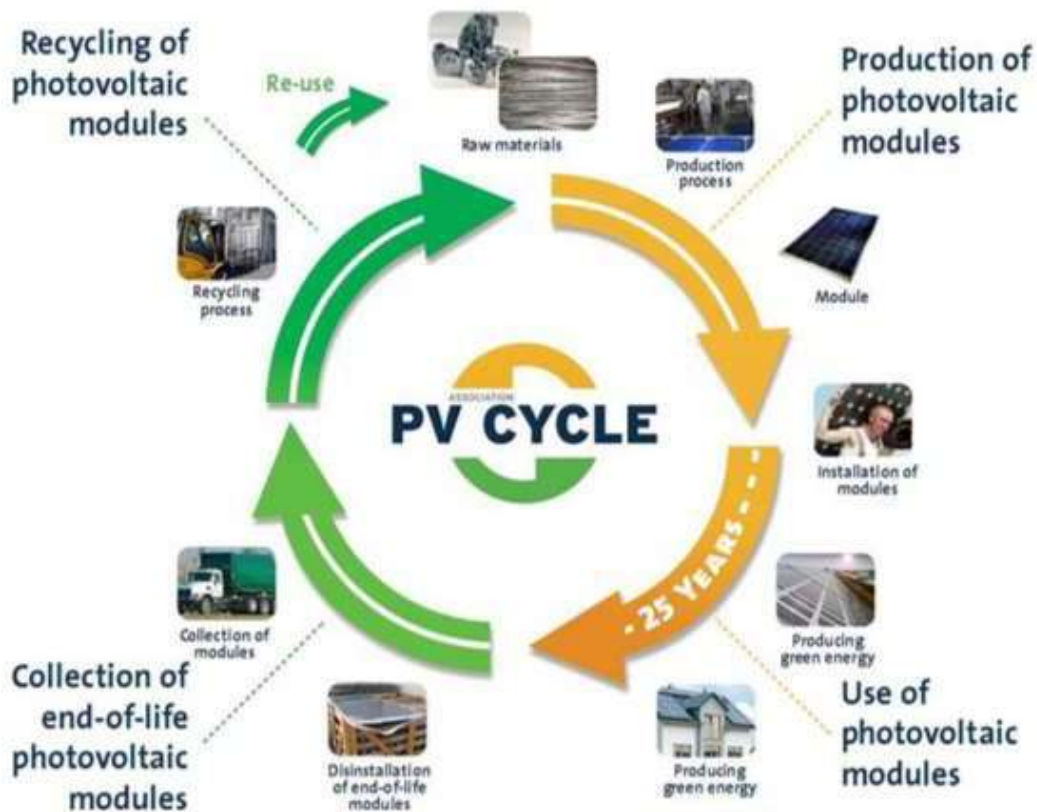 Recycling of
photovoltaic
modules
Re-use
Raw materials
Production
process
Production of
photovoltaic
modules
Module
Recycling
process
ASSOCIATION
PV CYCLE
Installation of
modules
- 25 YEARS - - -
Producing
green energy
Collection of
modules
Collection of
end-of-life
photovoltaic
modules
Disinstallation
of end-of-life
modules
Producing
green energy
Use of
photovoltaic
modules